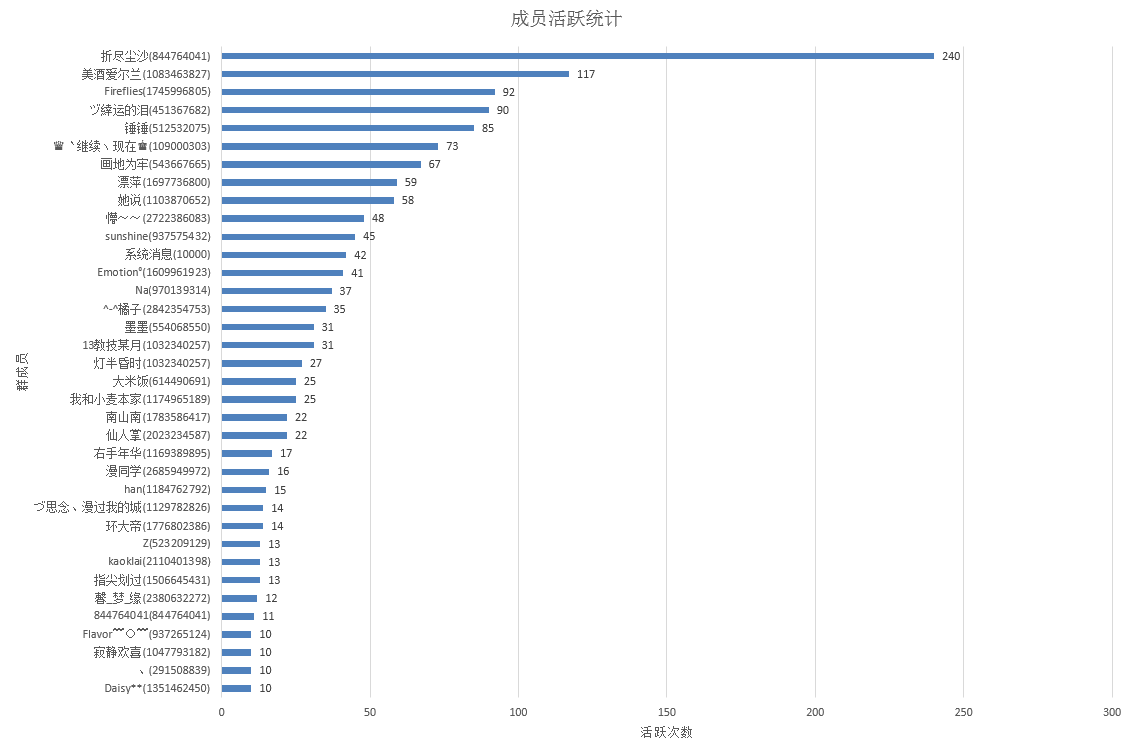 成员活跃统计
折尽尘沙(844764041) 240
美酒爱尔兰(1083463827) 117
Fireflies(1745996805) 92
ヅ繂运的泪(451367682) 90
锤锤(512532075) 85
♛ `继续ヽ现在♚(109000303) 73
画地为牢(543667665) 67
漂萍(1697736800) 59
她说(1103870652) 58
懵～～(2722386083) 48
sunshine(937575432) 45
系统消息(10000) 42
Emotion°(1609961923) 41
Na(970139314) 37
^-^橘子(2842354753) 35
墨墨(554068550) 31
13教技某月(1032340257) 31
灯半昏时(1032340257) 27
大米饭(614490691) 25
我和小麦本家(1174965189) 25
南山南(1783586417) 22
仙人掌(2023234587) 22
右手年华(1169389895) 17
漫同学(2685949972) 16
han(1184762792) 15
づ思念、漫过我的城(1129782826) 14
环大帝(1776802386) 14
Z(523209129) 13
kaoklai(2110401398) 13
指尖划过(1506645431) 13
馨_梦_缘(2380632272) 12
844764041(844764041) 11
Flavor﹌○﹌(937265124) 10
寂静欢喜(1047793182) 10
、(291508839) 10
Daisy**(1351462450) 10
群成员
0 50 100 150 200 250 300
活跃次数